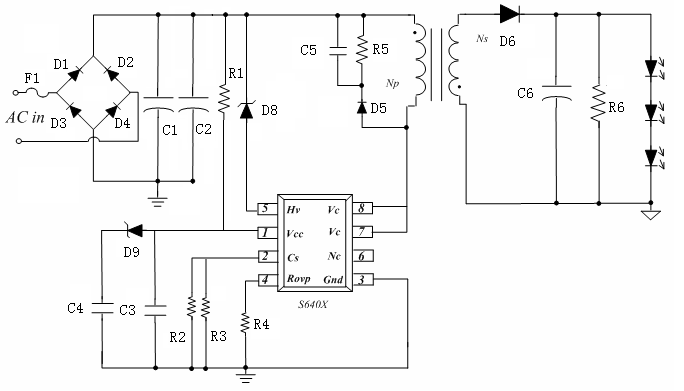 C5
R5
Np
Ns
D6
D1
D2
F1
R1
D8
D5
C6
R6
AC in
D3
D4
C1
C2
5 Hv Vc 8
1 Vcc Vc 7
D9
2 Cs Nc 6
4 Rovp Gnd 3
S640X
C4
C3
R2
R3
R4